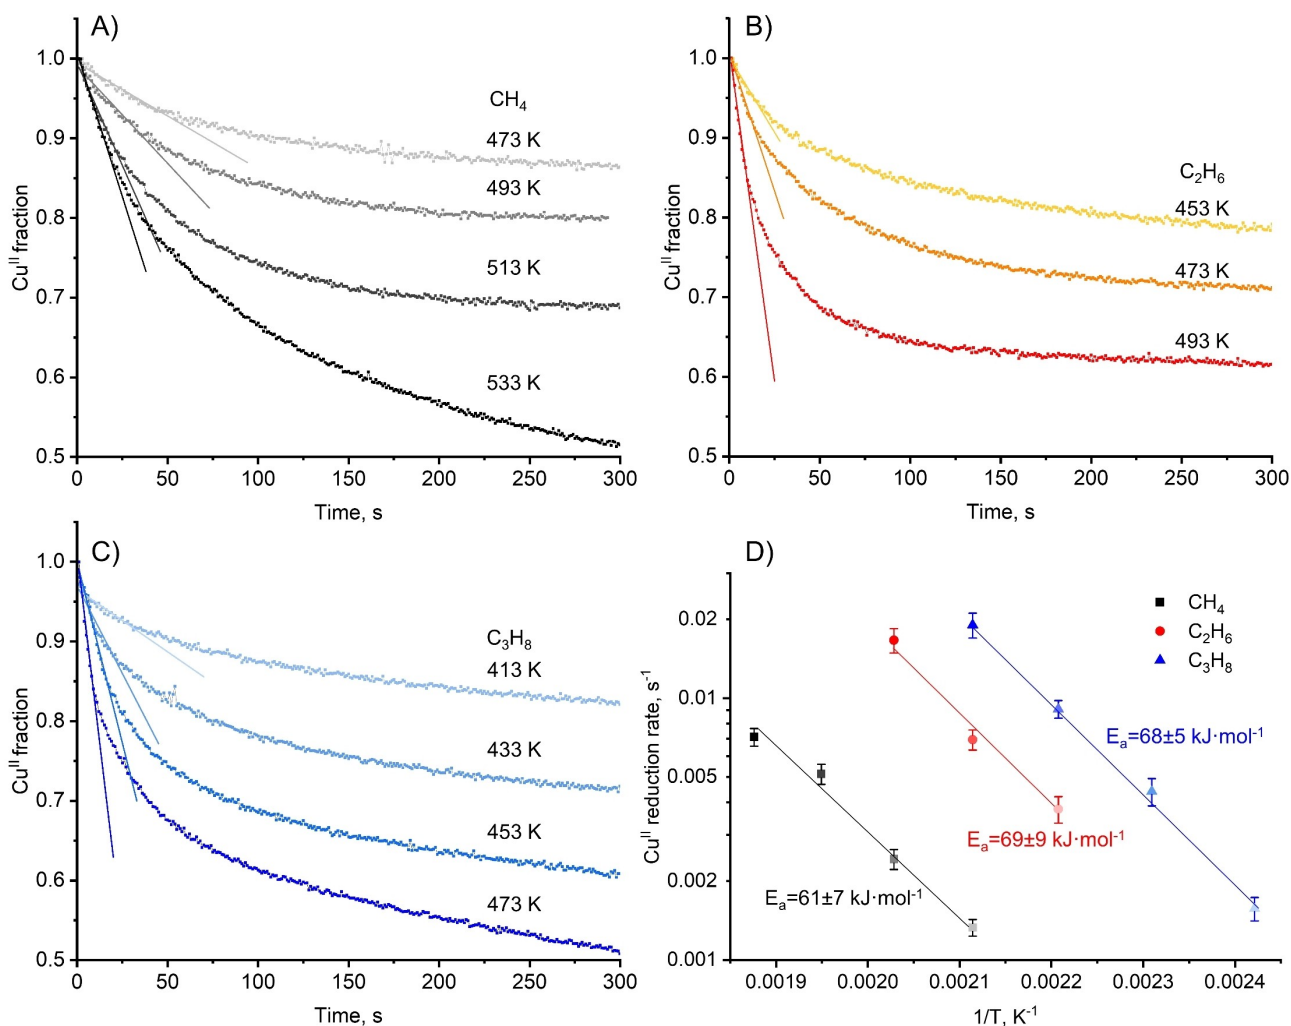 A)
1.0
0.9
0.8
0.7
0.6
0.5
Cu^II fraction
CH₄
473 K
493 K
513 K
533 K
0 50 100 150 200 250 300
Time, s
B)
1.0
0.9
0.8
0.7
0.6
0.5
Cu^II fraction
C₂H₆
453 K
473 K
493 K
0 50 100 150 200 250 300
Time, s
C)
1.0
0.9
0.8
0.7
0.6
0.5
Cu^II fraction
C₃H₈
413 K
433 K
453 K
473 K
0 50 100 150 200 250 300
Time, s
D)
0.02
0.010
0.005
0.002
0.001
Cu^II reduction rate, s⁻¹
CH₄
C₂H₆
C₃H₈
Eₐ=68±5 kJ·mol⁻¹
Eₐ=69±9 kJ·mol⁻¹
Eₐ=61±7 kJ·mol⁻¹
0.0019 0.0020 0.0021 0.0022 0.0023 0.0024
1/T, K⁻¹